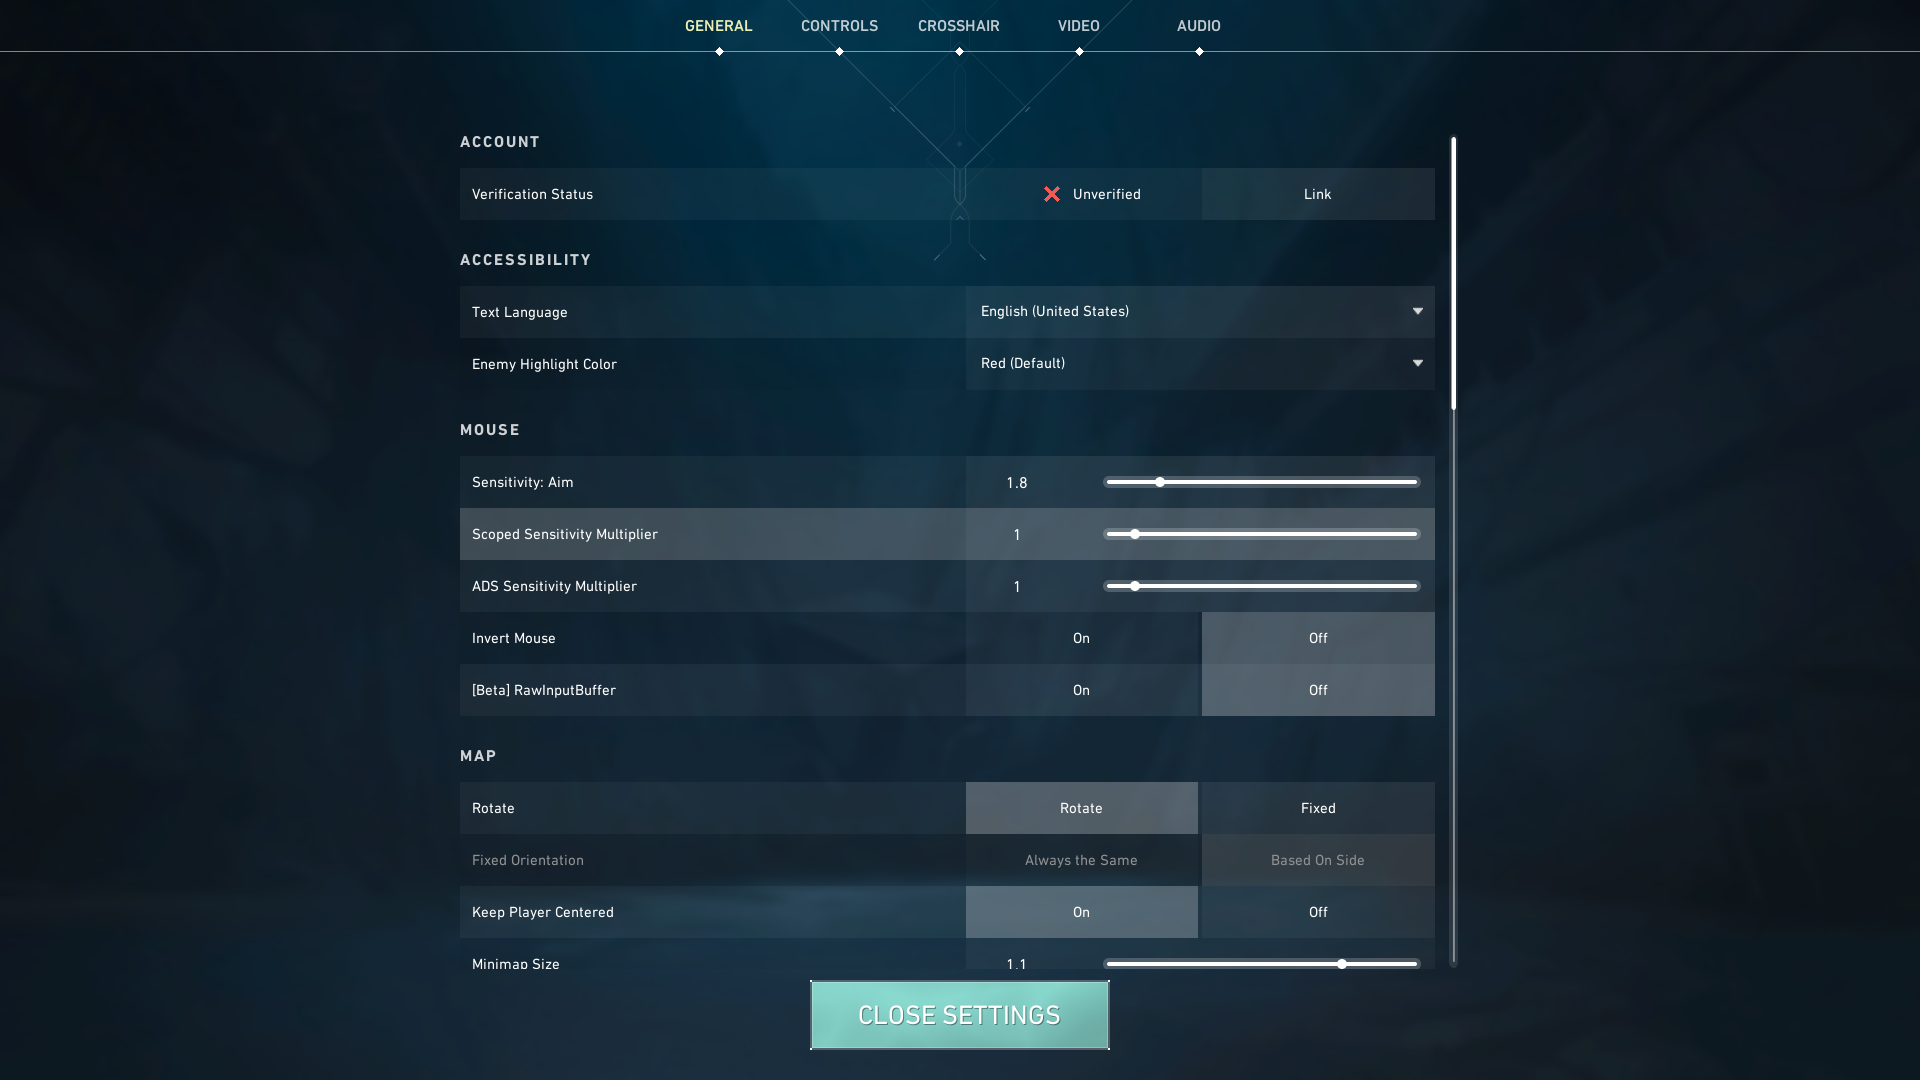 GENERAL CONTROLS CROSSHAIR VIDEO AUDIO
ACCOUNT
Verification Status Unverified Link
ACCESSIBILITY
Text Language English (United States)
Enemy Highlight Color Red (Default)
MOUSE
Sensitivity: Aim 1.8
Scoped Sensitivity Multiplier 1
ADS Sensitivity Multiplier 1
Invert Mouse On Off
[Beta] RawInputBuffer On Off
MAP
Rotate Rotate Fixed
Fixed Orientation Always the Same Based On Side
Keep Player Centered On Off
Minimap Size 1.1
CLOSE SETTINGS